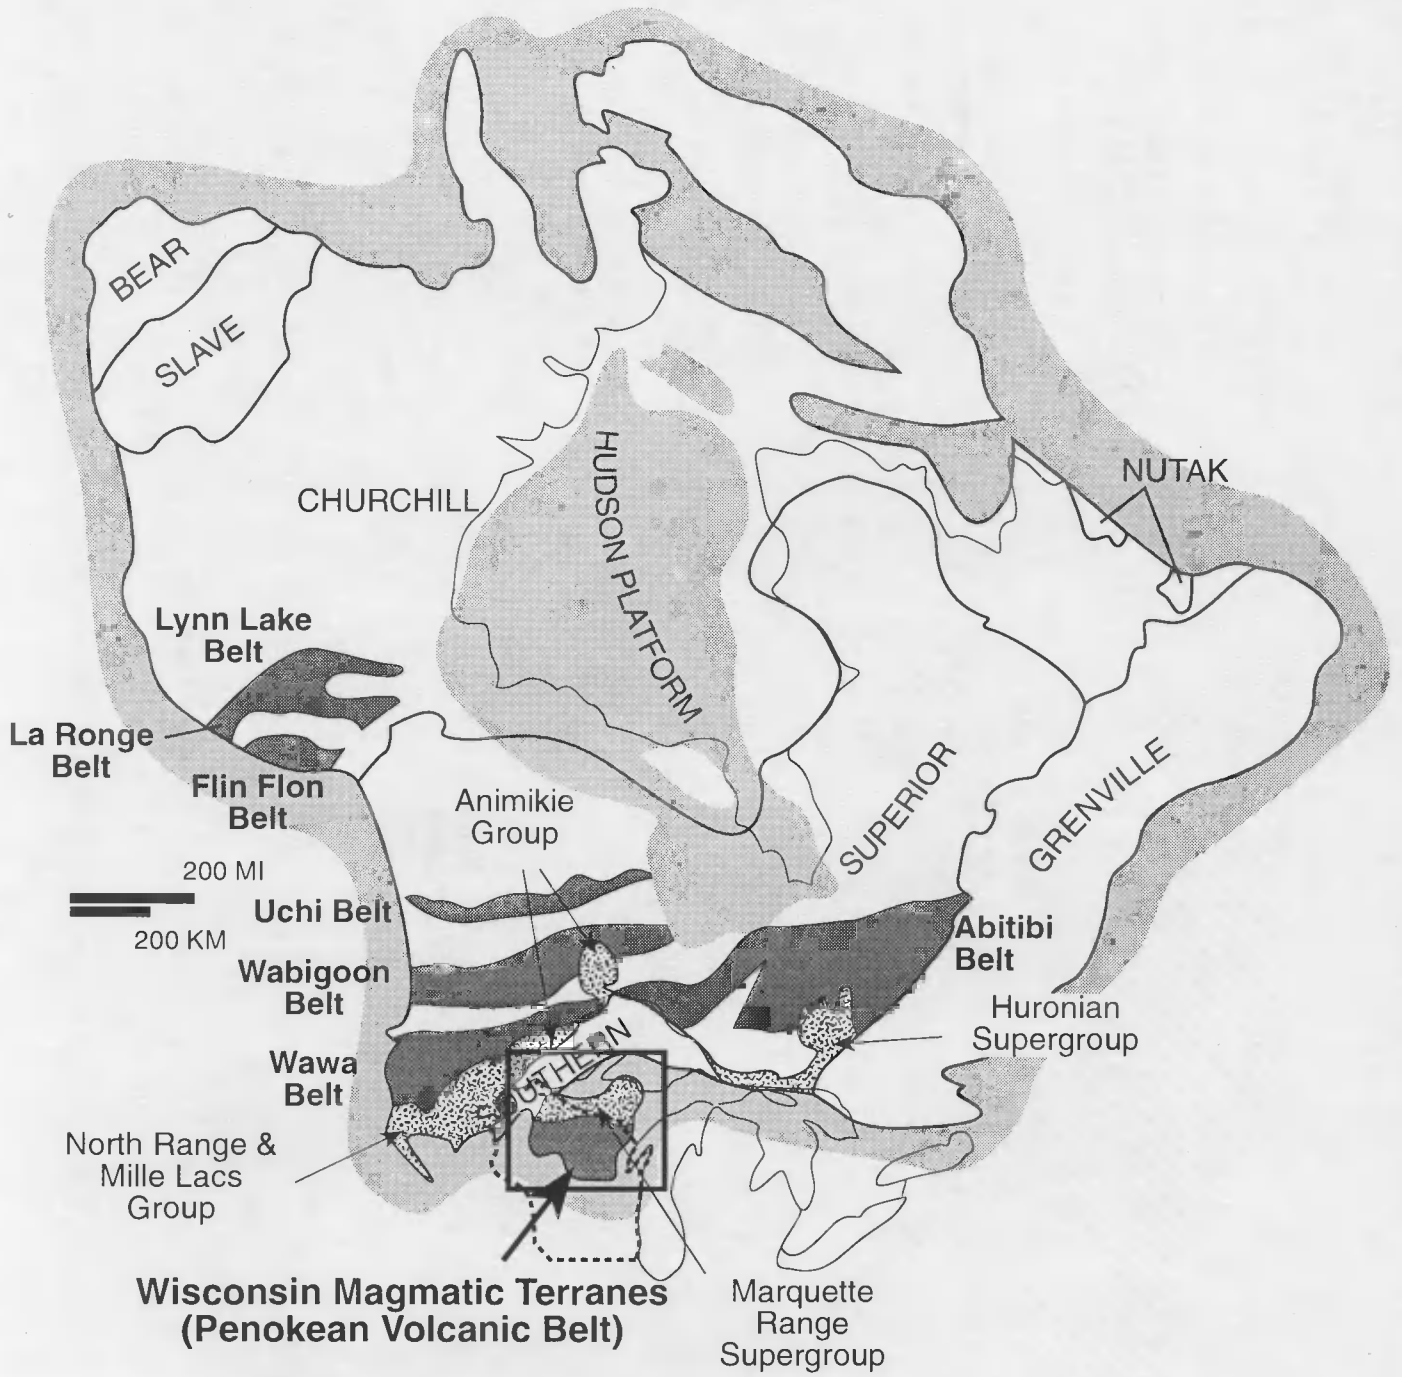 BEAR
SLAVE
CHURCHILL
HUDSON PLATFORM
NUTAK
Lynn Lake
Belt
La Ronge
Belt
Flin Flon
Belt
Animikie
Group
SUPERIOR
GRENVILLE
200 MI
200 KM
Uchi Belt
Wabigoon
Belt
Abitibi
Belt
Huronian
Supergroup
Wawa
Belt
UTHERN
North Range &
Mille Lacs
Group
Wisconsin Magmatic Terranes
(Penokean Volcanic Belt)
Marquette
Range
Supergroup